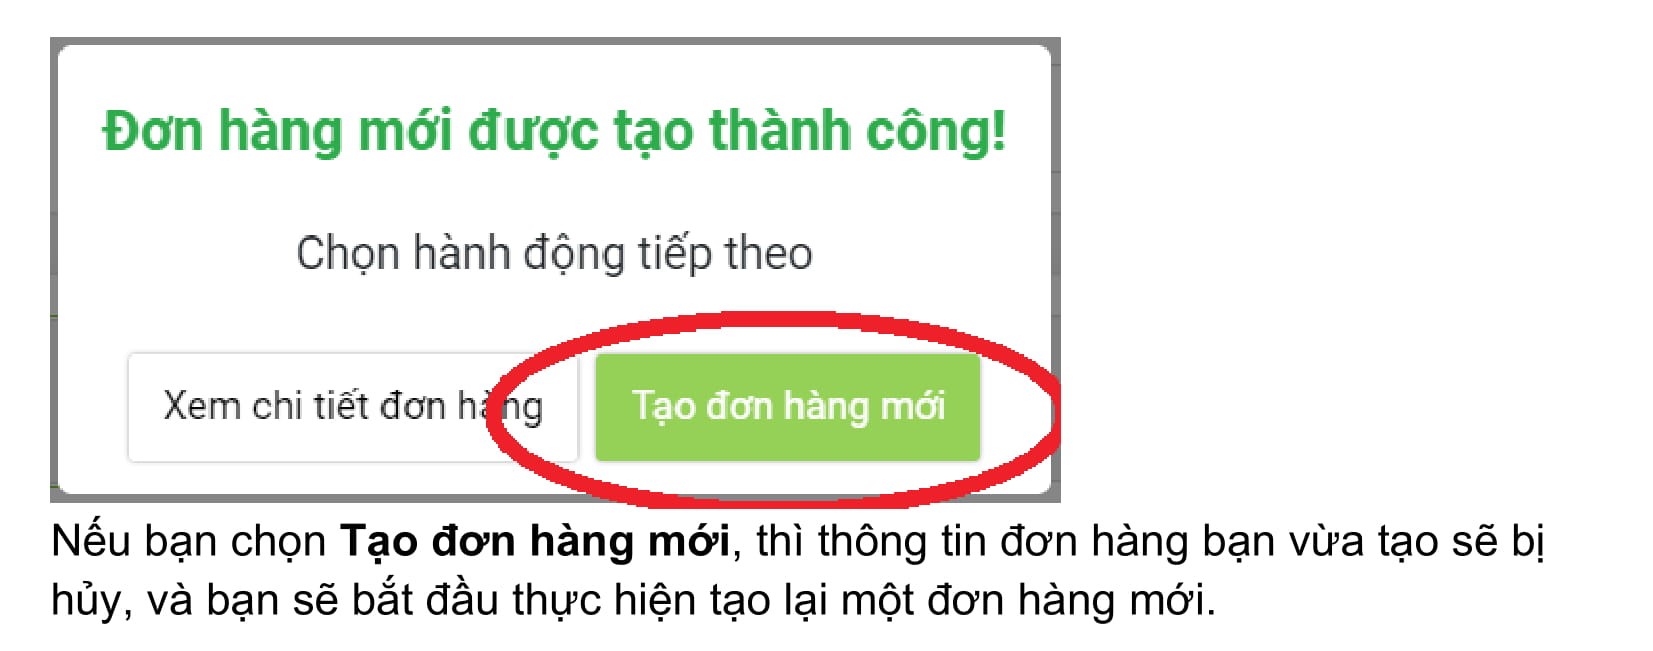 Đơn hàng mới được tạo thành công!
Chọn hành động tiếp theo
Xem chi tiết đơn hàng
Tạo đơn hàng mới
Nếu bạn chọn Tạo đơn hàng mới, thì thông tin đơn hàng bạn vừa tạo sẽ bị
hủy, và bạn sẽ bắt đầu thực hiện tạo lại một đơn hàng mới.